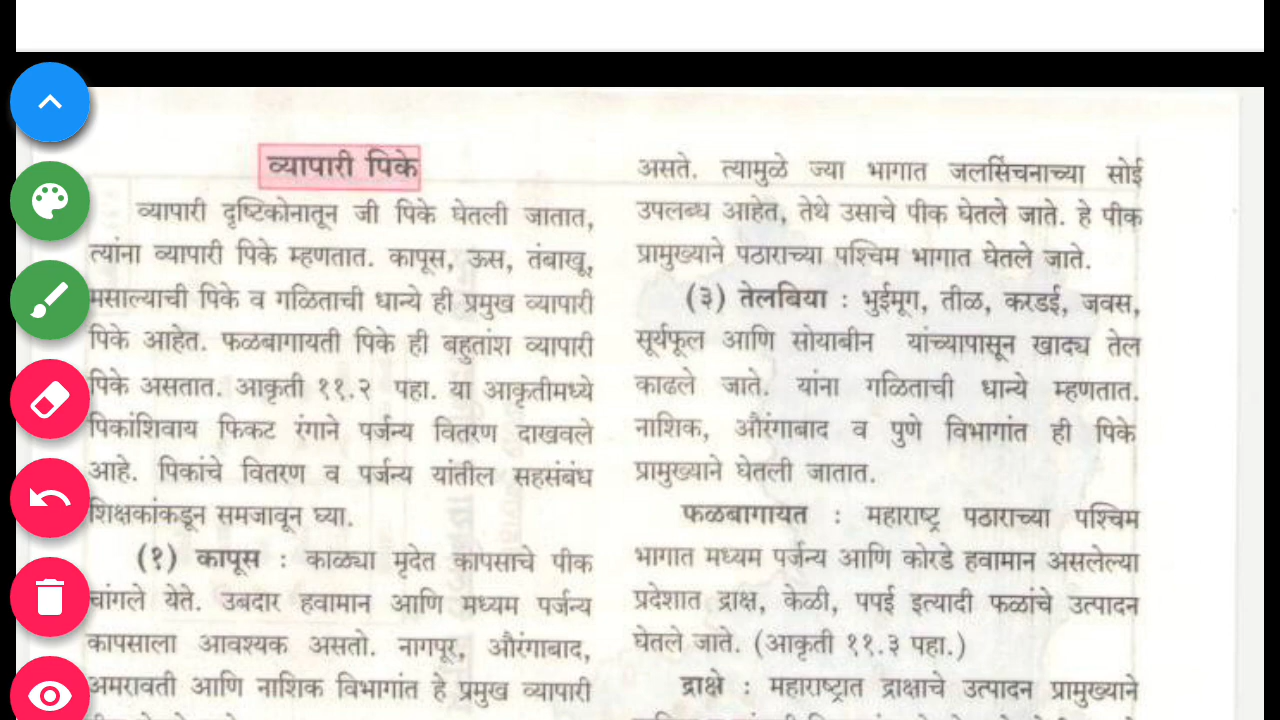 व्यापारी पिके
व्यापारी दृष्टिकोनातून जी पिके घेतली जातात,
त्यांना व्यापारी पिके म्हणतात. कापूस, ऊस, तंबाखू,
मसाल्याची पिके व गळिताची धान्ये ही प्रमुख व्यापारी
पिके आहेत. फळबागायती पिके ही बहुतांश व्यापारी
पिके असतात. आकृती ११.२ पहा. या आकृतीमध्ये
पिकांशिवाय फिकट रंगाने पर्जन्य वितरण दाखवले
आहे. पिकांचे वितरण व पर्जन्य यांतील सहसंबंध
शिक्षकांकडून समजावून घ्या.
(१) कापूस : काळ्या मृदेत कापसाचे पीक
चांगले येते. उबदार हवामान आणि मध्यम पर्जन्य
कापसाला आवश्यक असतो. नागपूर, औरंगाबाद,
अमरावती आणि नाशिक विभागांत हे प्रमुख व्यापारी
असते. त्यामुळे ज्या भागात जलसिंचनाच्या सोई
उपलब्ध आहेत, तेथे उसाचे पीक घेतले जाते. हे पीक
प्रामुख्याने पठाराच्या पश्चिम भागात घेतले जाते.
(३) तेलबिया : भुईमूग, तीळ, करडई, जवस,
सूर्यफूल आणि सोयाबीन यांच्यापासून खाद्य तेल
काढले जाते. यांना गळिताची धान्ये म्हणतात.
नाशिक, औरंगाबाद व पुणे विभागांत ही पिके
प्रामुख्याने घेतली जातात.
फळबागायत : महाराष्ट्र पठाराच्या पश्चिम
भागात मध्यम पर्जन्य आणि कोरडे हवामान असलेल्या
प्रदेशात द्राक्ष, केळी, पपई इत्यादी फळांचे उत्पादन
घेतले जाते. (आकृती ११.३ पहा.)
द्राक्षे : महाराष्ट्रात द्राक्षाचे उत्पादन प्रामुख्याने